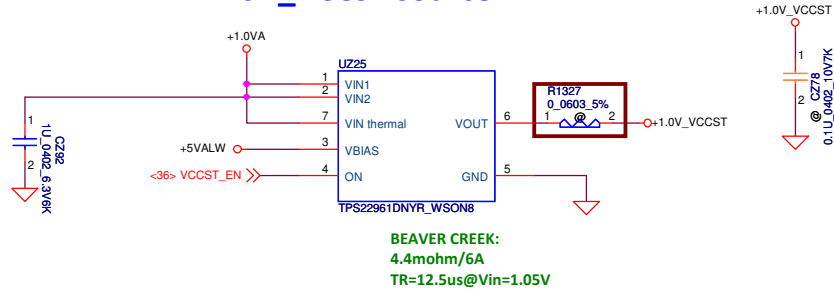 +1.0V_VCCST
+1.0VA
UZ25
1
VIN1
2
VIN2
7
VIN thermal
VOUT
6
R1327
0_0603_5%
1
@
2
+1.0V_VCCST
+5VALW
3
VBIAS
<36> VCCST_EN
4
ON
GND
5
TPS22961DNYR_WSON8
1
2
CZ92
1U_0402_6.3V6K
1
2
@ CZ78
0.1U_0402_10V7K
BEAVER CREEK:
4.4mohm/6A
TR=12.5us@Vin=1.05V